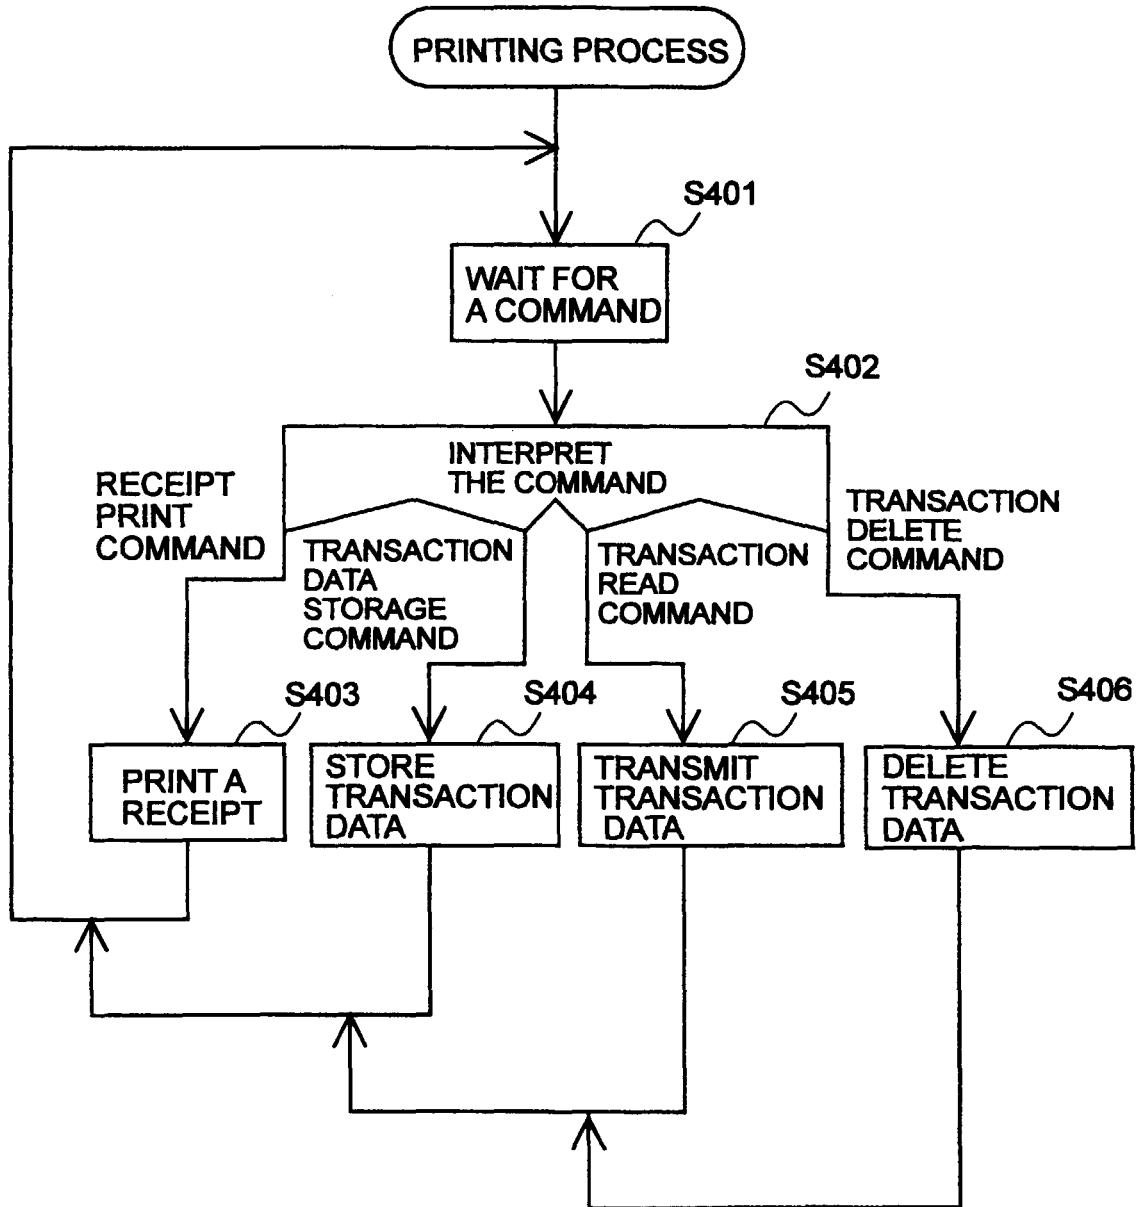 PRINTING PROCESS
S401
WAIT FOR
A COMMAND
S402
INTERPRET
THE COMMAND
RECEIPT
PRINT
COMMAND
TRANSACTION
DATA
STORAGE
COMMAND
TRANSACTION
READ
COMMAND
TRANSACTION
DELETE
COMMAND
S403
PRINT A
RECEIPT
S404
STORE
TRANSACTION
DATA
S405
TRANSMIT
TRANSACTION
DATA
S406
DELETE
TRANSACTION
DATA